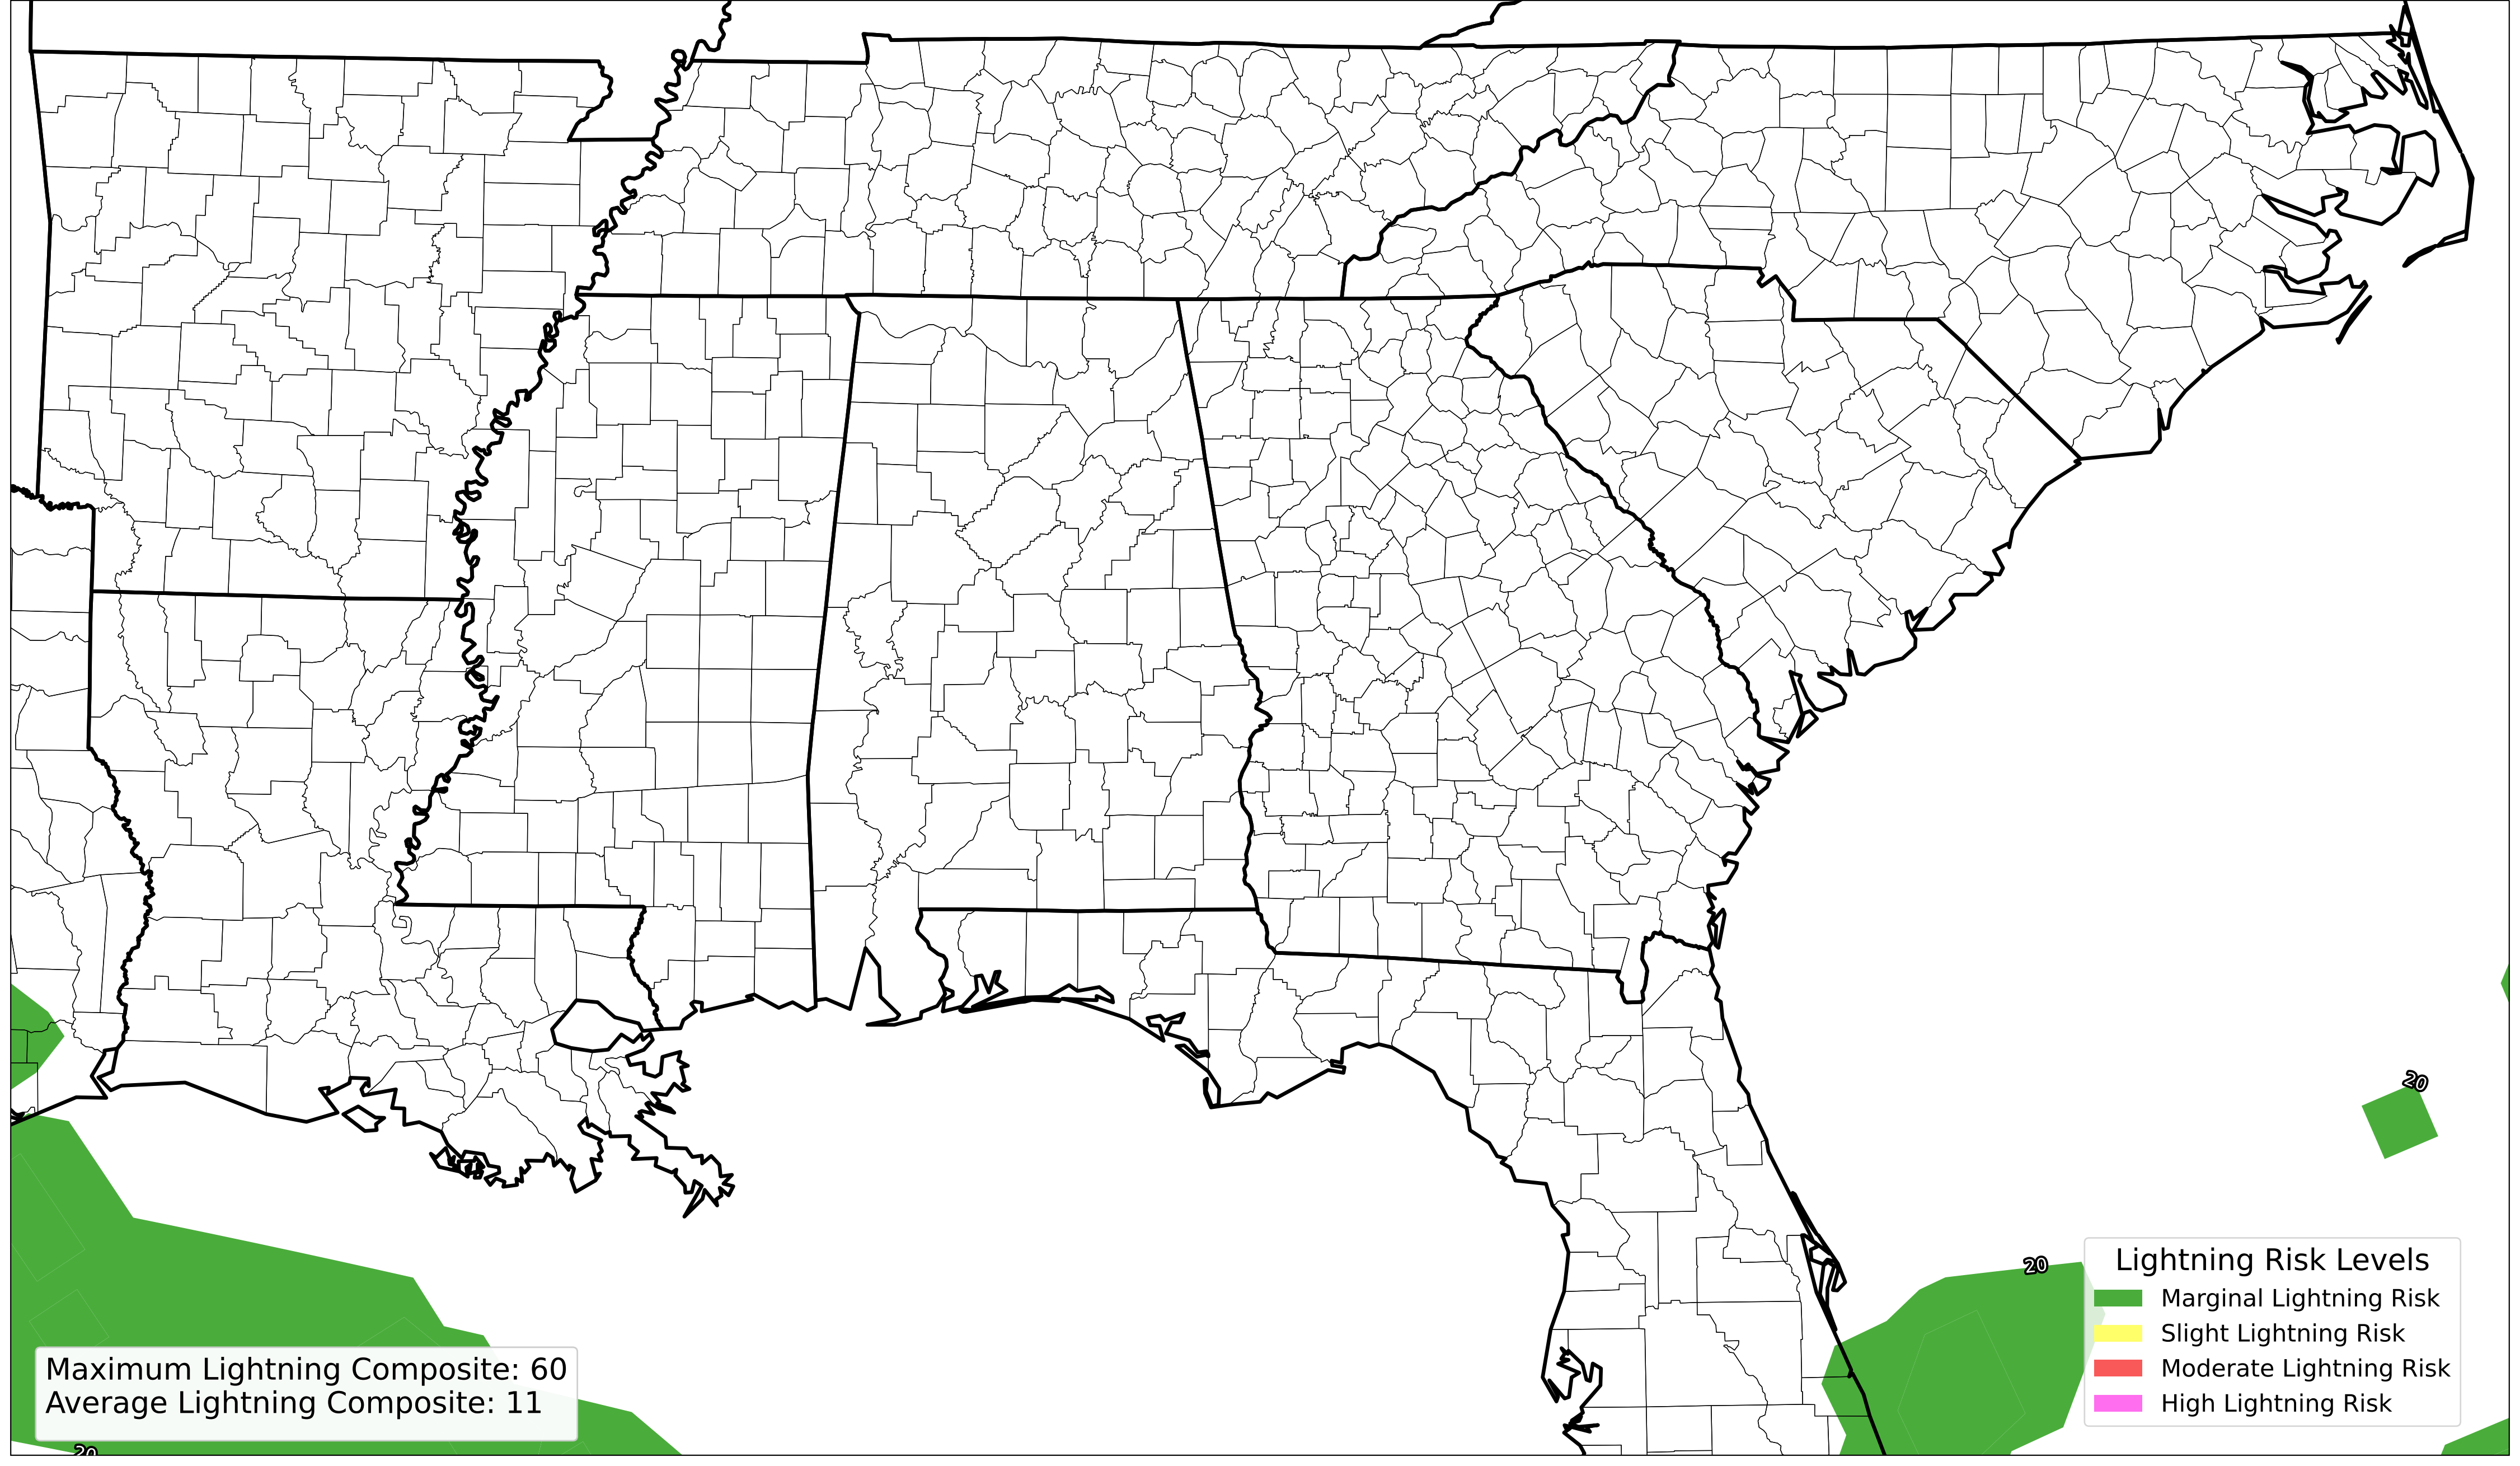 20
20
Lightning Risk Levels
Marginal Lightning Risk
Slight Lightning Risk
Moderate Lightning Risk
High Lightning Risk
Maximum Lightning Composite: 60
Average Lightning Composite: 11
20